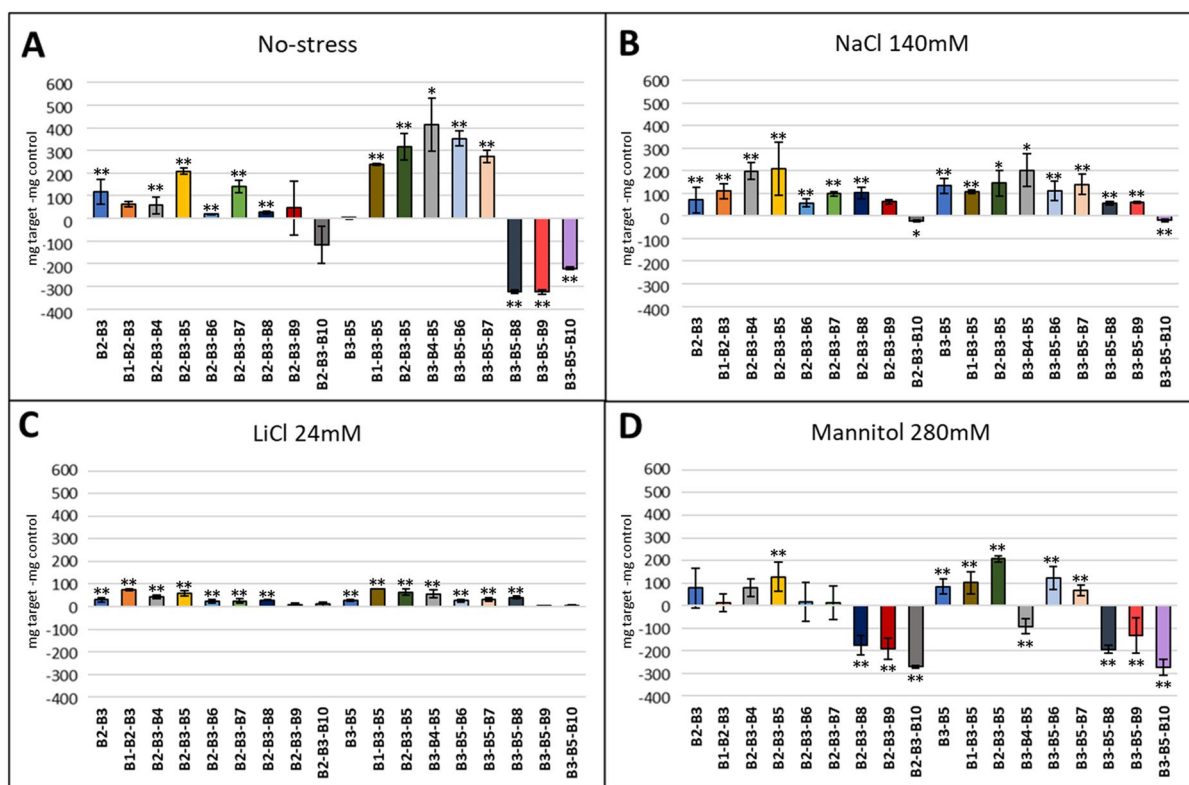 A
No-stress
mg target -mg control
600
500
400
300
200
100
0
-100
-200
-300
-400
** ** ** ** ** ** ** ** * ** ** ** ** **
B2-B3
B1-B2-B3
B2-B3-B4
B2-B3-B5
B2-B3-B6
B2-B3-B7
B2-B3-B8
B2-B3-B9
B2-B3-B10
B3-B5
B1-B3-B5
B2-B3-B5
B3-B4-B5
B3-B5-B6
B3-B5-B7
B3-B5-B8
B3-B5-B9
B3-B5-B10
B
NaCl 140mM
mg target -mg control
600
500
400
300
200
100
0
-100
-200
-300
-400
** ** ** ** ** ** ** * ** ** * * ** ** ** ** **
B2-B3
B1-B2-B3
B2-B3-B4
B2-B3-B5
B2-B3-B6
B2-B3-B7
B2-B3-B8
B2-B3-B9
B2-B3-B10
B3-B5
B1-B3-B5
B2-B3-B5
B3-B4-B5
B3-B5-B6
B3-B5-B7
B3-B5-B8
B3-B5-B9
B3-B5-B10
C
LiCl 24mM
mg target -mg control
600
500
400
300
200
100
0
-100
-200
-300
-400
** ** ** ** ** ** ** ** ** ** ** ** ** **
B2-B3
B1-B2-B3
B2-B3-B4
B2-B3-B5
B2-B3-B6
B2-B3-B7
B2-B3-B8
B2-B3-B9
B2-B3-B10
B3-B5
B1-B3-B5
B2-B3-B5
B3-B4-B5
B3-B5-B6
B3-B5-B7
B3-B5-B8
B3-B5-B9
B3-B5-B10
D
Mannitol 280mM
mg target -mg control
600
500
400
300
200
100
0
-100
-200
-300
-400
** ** ** ** ** ** ** ** ** ** ** ** **
B2-B3
B1-B2-B3
B2-B3-B4
B2-B3-B5
B2-B3-B6
B2-B3-B7
B2-B3-B8
B2-B3-B9
B2-B3-B10
B3-B5
B1-B3-B5
B2-B3-B5
B3-B4-B5
B3-B5-B6
B3-B5-B7
B3-B5-B8
B3-B5-B9
B3-B5-B10